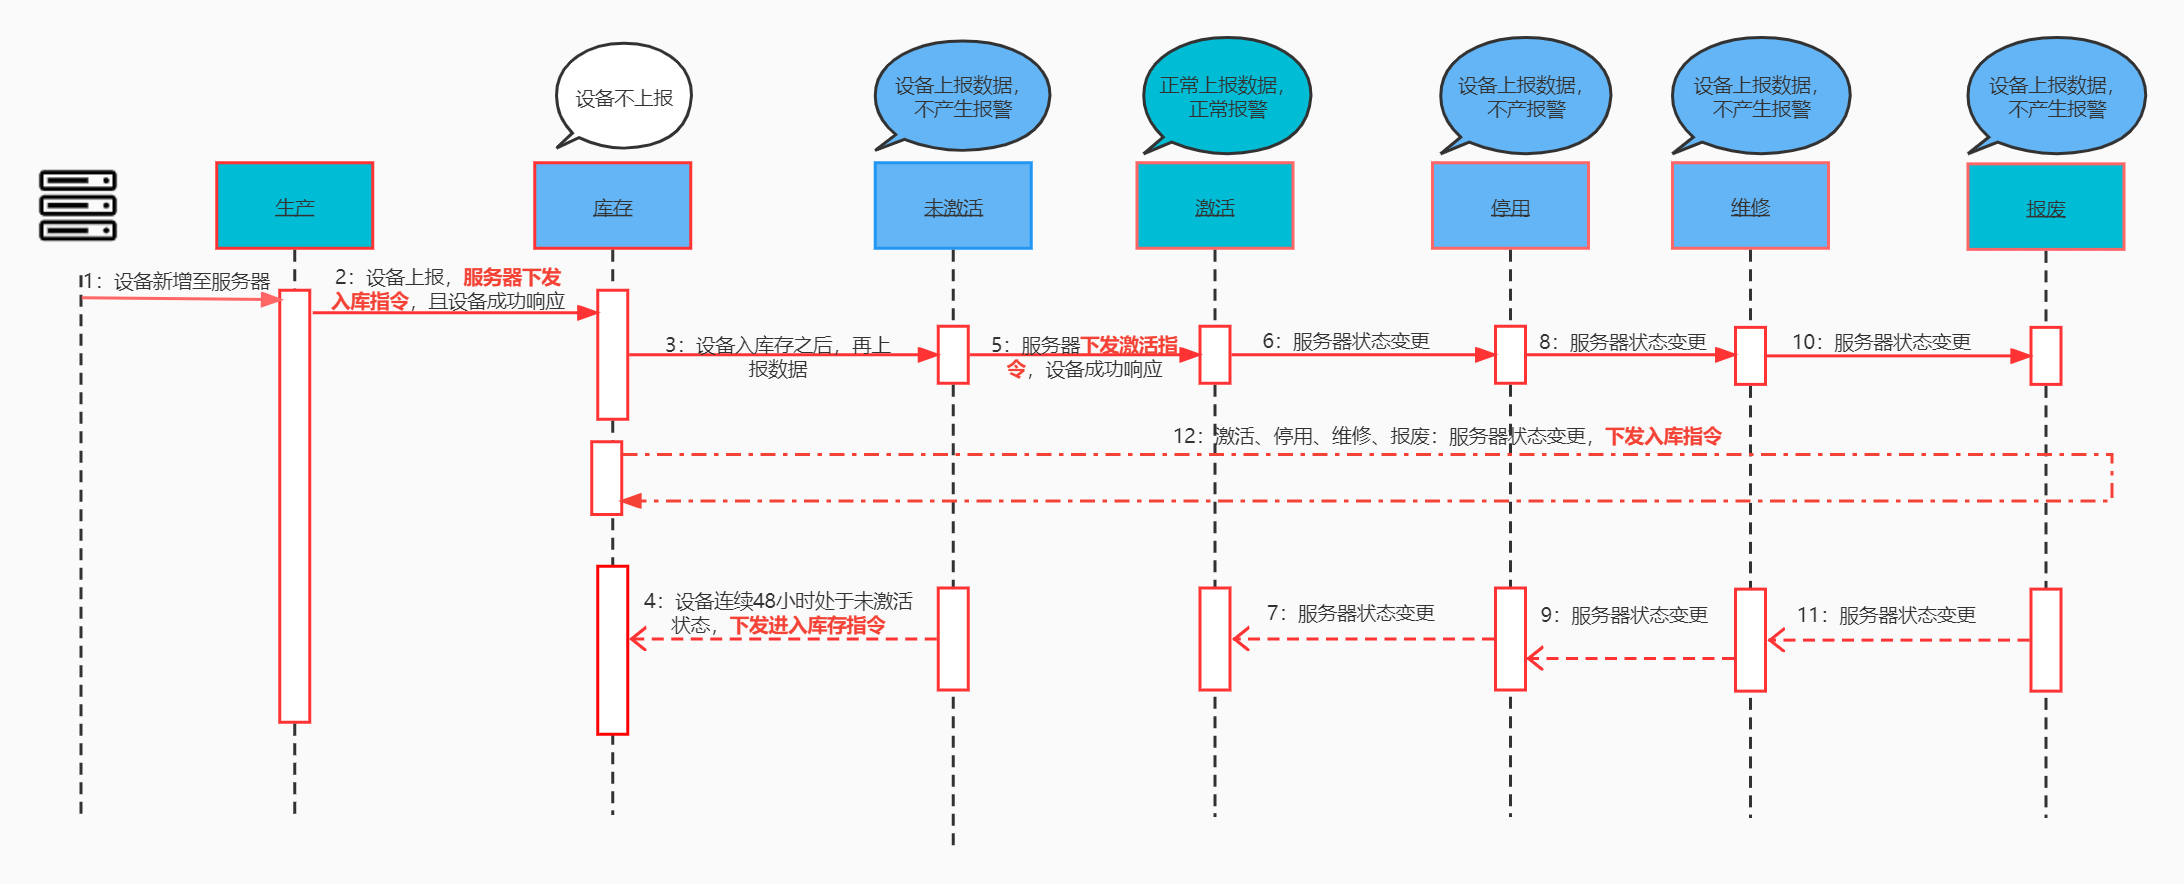 设备不上报
设备上报数据，
不产生报警
正常上报数据，
正常报警
设备上报数据，
不产报警
设备上报数据，
不产生报警
设备上报数据，
不产生报警
生产
库存
未激活
激活
停用
维修
报废
1：设备新增至服务器
2：设备上报，服务器下发
入库指令，且设备成功响应
3：设备入库存之后，再上
报数据
5：服务器下发激活指
令，设备成功响应
6：服务器状态变更
8：服务器状态变更
10：服务器状态变更
12：激活、停用、维修、报废：服务器状态变更，下发入库指令
4：设备连续48小时处于未激活
状态，下发进入库存指令
7：服务器状态变更
9：服务器状态变更
11：服务器状态变更